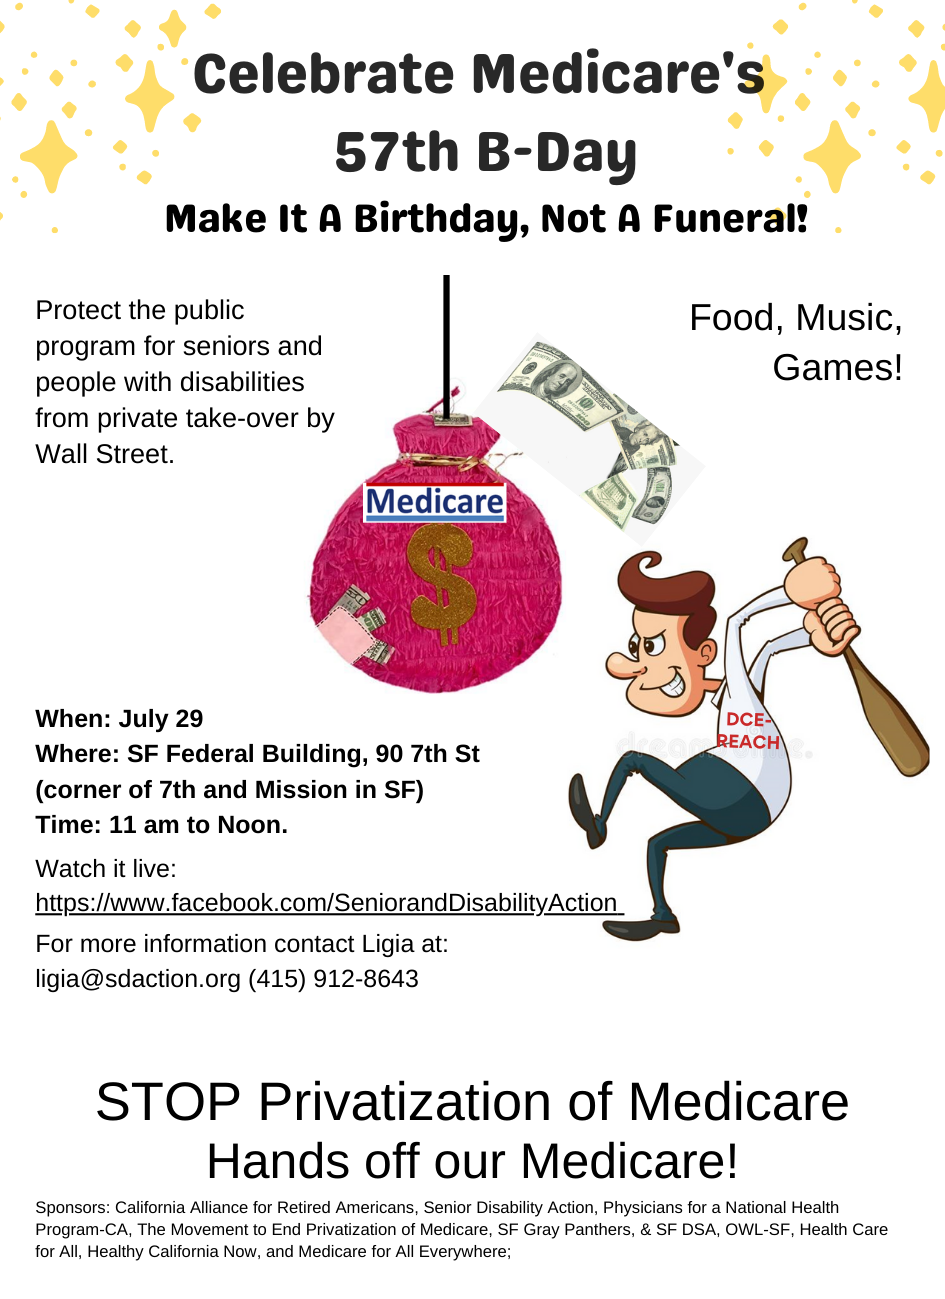 Celebrate Medicare's
57th B-Day
Make It A Birthday, Not A Funeral!
Protect the public
program for seniors and
people with disabilities
from private take-over by
Wall Street.
Food, Music,
Games!
Medicare
$
DCE-
REACH
When: July 29
Where: SF Federal Building, 90 7th St
(corner of 7th and Mission in SF)
Time: 11 am to Noon.
Watch it live:
https://www.facebook.com/SeniorandDisabilityAction
For more information contact Ligia at:
ligia@sdaction.org (415) 912-8643
STOP Privatization of Medicare
Hands off our Medicare!
Sponsors: California Alliance for Retired Americans, Senior Disability Action, Physicians for a National Health
Program-CA, The Movement to End Privatization of Medicare, SF Gray Panthers, & SF DSA, OWL-SF, Health Care
for All, Healthy California Now, and Medicare for All Everywhere;